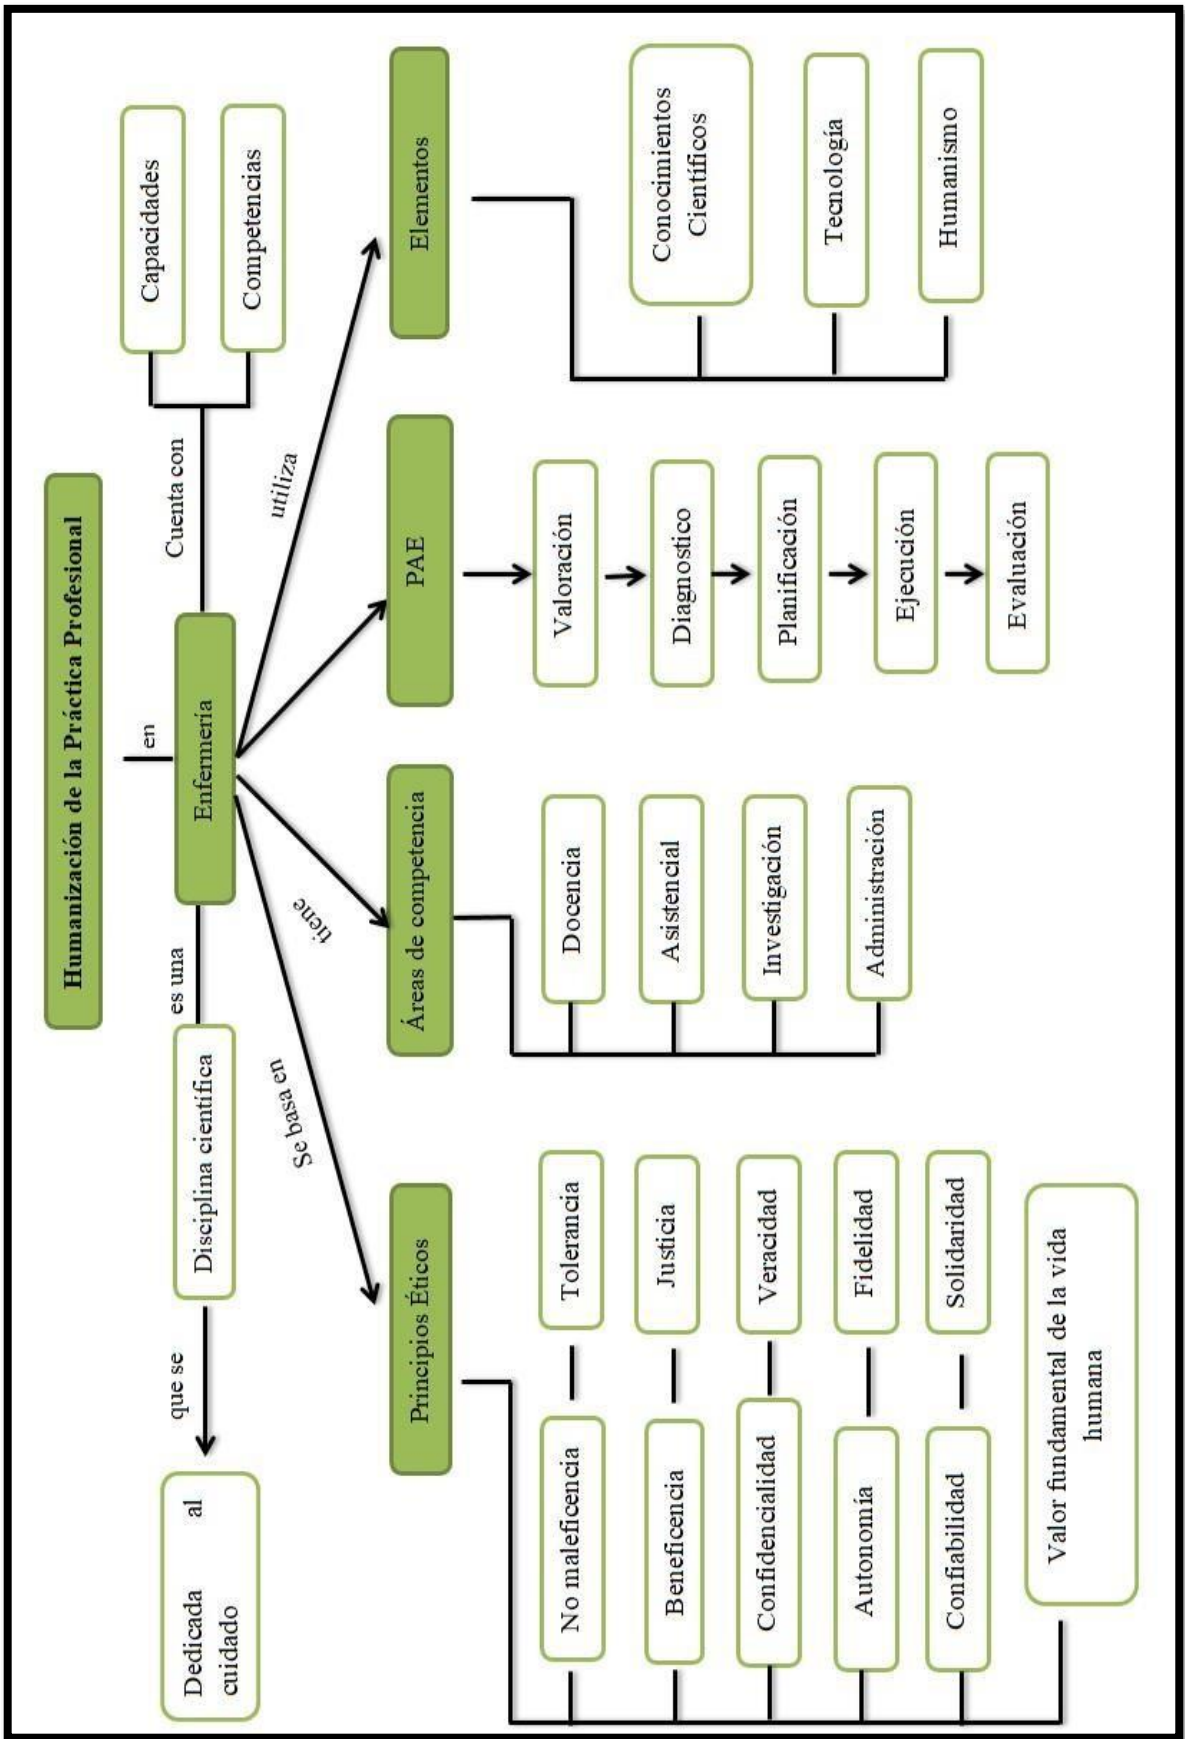 Humanización de la Práctica Profesional
en
Dedicada al
cuidado
que se
Disciplina científica
es una
Enfermería
Cuenta con
Capacidades
Competencias
Se basa en
tiene
utiliza
Principios Éticos
Áreas de competencia
PAE
Elementos
No maleficencia
Tolerancia
Beneficencia
Justicia
Confidencialidad
Veracidad
Autonomía
Fidelidad
Confiabilidad
Solidaridad
Valor fundamental de la vida
humana
Docencia
Asistencial
Investigación
Administración
Valoración
Diagnostico
Planificación
Ejecución
Evaluación
Conocimientos
Científicos
Tecnología
Humanismo